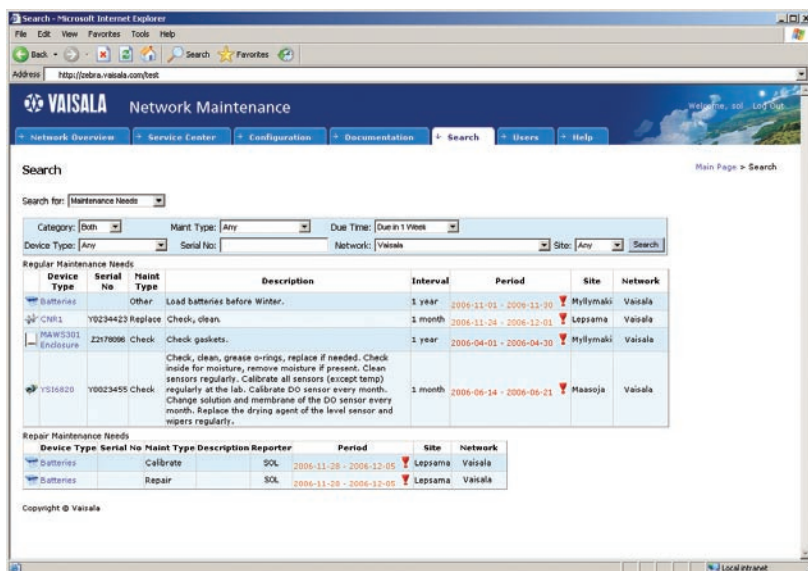 Search - Microsoft Internet Explorer
File Edit View Favorites Tools Help
Back Search Favorites
Address http://zebra.vaisala.com/test
VAISALA Network Maintenance
Welcome, sol Log Out
+ Network Overview + Service Center + Configuration + Documentation + Search + Users + Help
Search
Main Page > Search
Search for: Maintenance Needs
Category: Both Maint Type: Any Due Time: Due in 1 Week
Device Type: Any Serial No: Network: Vaisala Site: Any Search
Regular Maintenance Needs
Device Type Serial No Maint Type Description Interval Period Site Network
Batteries Other Load batteries before Winter. 1 year 2006-11-01 - 2006-11-30 Myllymaki Vaisala
CNR1 Y0234423 Replace Check, clean. 1 month 2006-11-24 - 2006-12-01 Lepsama Vaisala
MAWS301 Enclosure Z2178098 Check Check gaskets. 1 year 2006-04-01 - 2006-04-30 Myllymaki Vaisala
YSI6820 Y0023455 Check Check, clean, grease o-rings, replace if needed. Check
inside for moisture, remove moisture if present. Clean
sensors regularly. Calibrate all sensors (except temp)
regularly at the lab. Calibrate DO sensor every month.
Change solution and membrane of the DO sensor every
month. Replace the drying agent of the level sensor and
wipers regularly.
1 month 2006-06-14 - 2006-06-21 Maasoja Vaisala
Repair Maintenance Needs
Device Type Serial No Maint Type Description Reporter Period Site Network
Batteries Calibrate SOL 2006-11-28 - 2006-12-05 Lepsama Vaisala
Batteries Repair SOL 2006-11-28 - 2006-12-05 Lepsama Vaisala
Copyright © Vaisala
Local intranet